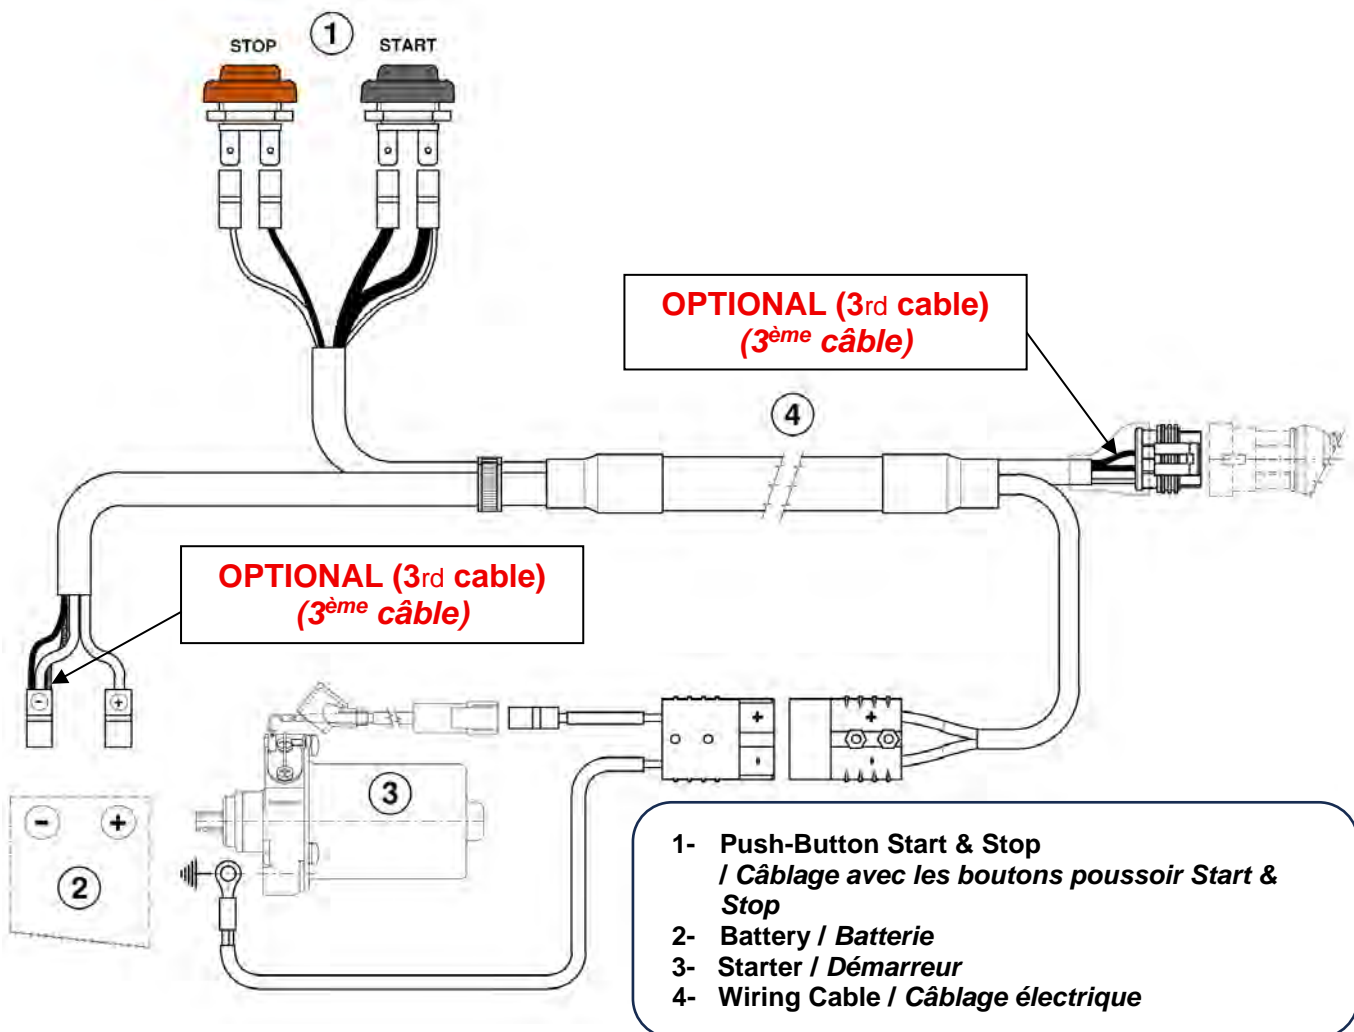 STOP
1
START
OPTIONAL (3rd cable)
(3ème câble)
4
OPTIONAL (3rd cable)
(3ème câble)
-
+
+
-
+
-
3
-
+
2
1- Push-Button Start & Stop
/ Câblage avec les boutons poussoir Start &
Stop
2- Battery / Batterie
3- Starter / Démarreur
4- Wiring Cable / Câblage électrique